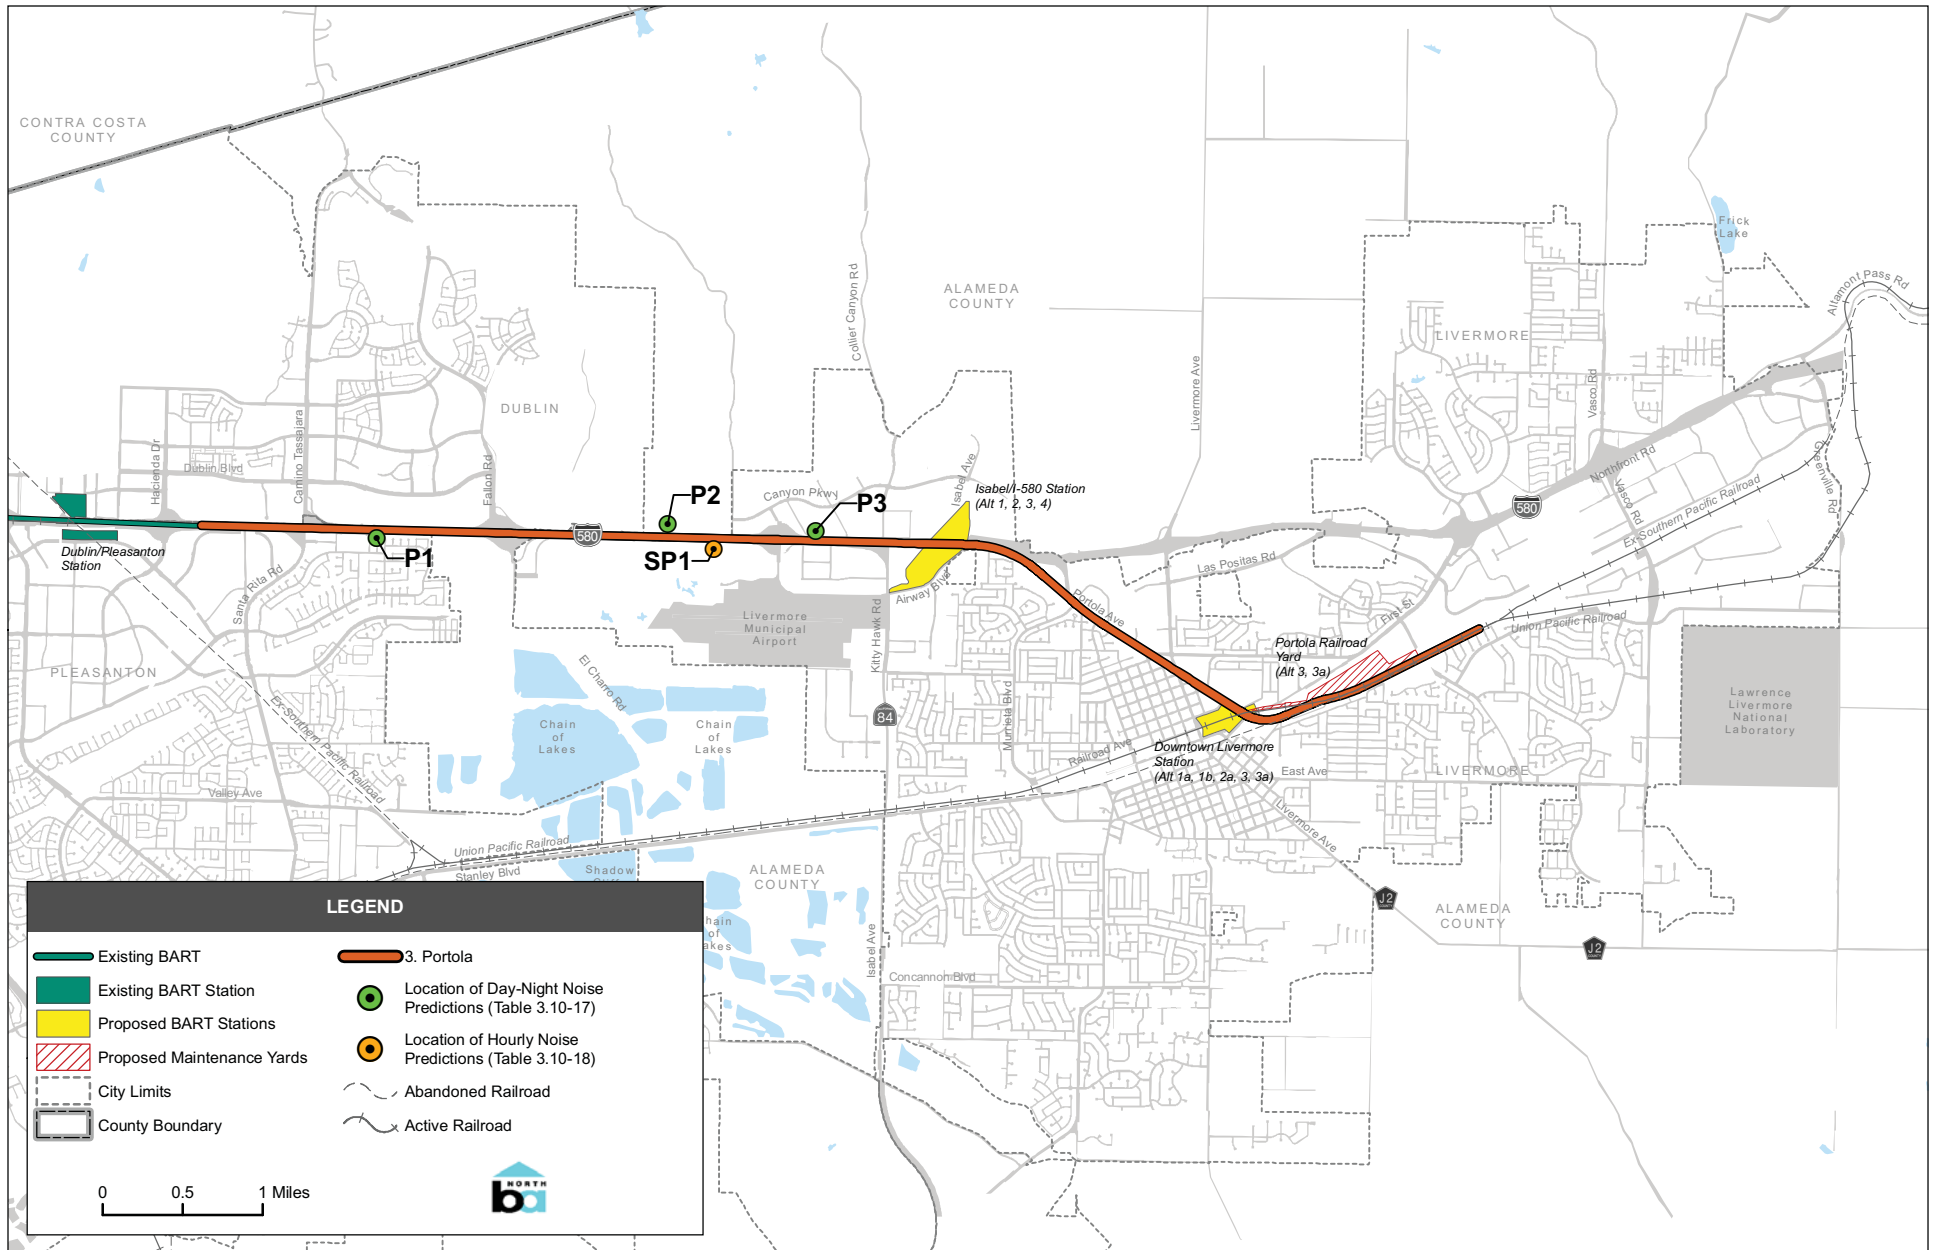 CONTRA COSTA
COUNTY
ALAMEDA
COUNTY
Frick
Lake
Altamont Pass Rd
LIVERMORE
Collier Canyon Rd
Livermore Ave
Vasco Rd
DUBLIN
Hacienda Dr
Dublin Blvd
Camino Tassajara
Fallon Rd
Canyon Pkwy
Isabel Ave
Isabel/I-580 Station
(Alt 1, 2, 3, 4)
Northfront Rd
Vasco Rd
Ex-Southern Pacific Railroad
Greenville Rd
580
580
P1
P2
P3
SP1
Dublin/Pleasanton
Station
Santa Rita Rd
Airway Blvd
Las Positas Rd
Portola Ave
First St
Union Pacific Railroad
Livermore
Municipal
Airport
Kitty Hawk Rd
Portola Railroad
Yard
(Alt 3, 3a)
PLEASANTON
El Charro Rd
Ex-Southern Pacific Railroad
Chain
of
Lakes
Chain
of
Lakes
84
Murrieta Blvd
Railroad Ave
Downtown Livermore
Station
(Alt 1a, 1b, 2a, 3, 3a)
East Ave
LIVERMORE
Lawrence
Livermore
National
Laboratory
Valley Ave
Livermore Ave
Union Pacific Railroad
Stanley Blvd
Shadow
ALAMEDA
COUNTY
J2
ALAMEDA
COUNTY
J2
of
Isabel Ave
Concannon Blvd
LEGEND
Existing BART
Existing BART Station
Proposed BART Stations
Proposed Maintenance Yards
City Limits
County Boundary
3. Portola
Location of Day-Night Noise
Predictions (Table 3.10-17)
Location of Hourly Noise
Predictions (Table 3.10-18)
Abandoned Railroad
Active Railroad
0 0.5 1 Miles
NORTH
ba